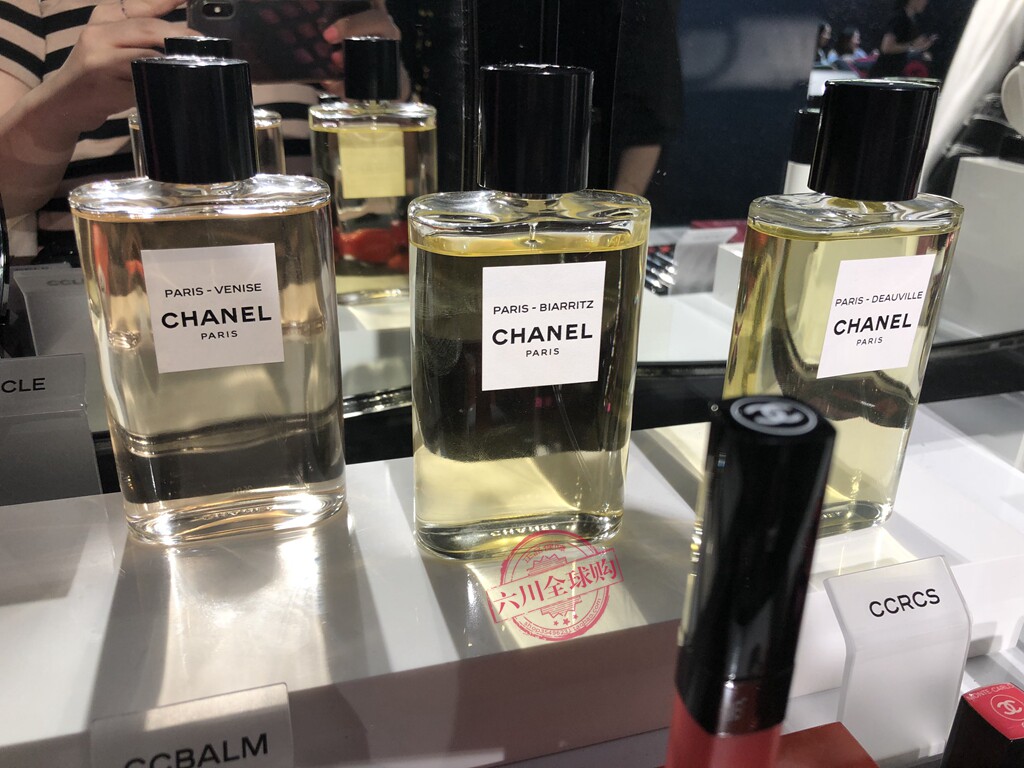 PARIS - VENISE
CHANEL
PARIS
PARIS - BIARRITZ
CHANEL
PARIS
PARIS - DEAUVILLE
CHANEL
PARIS
CLE
CHANEL
六川全球购
CCRCS
CCBALM